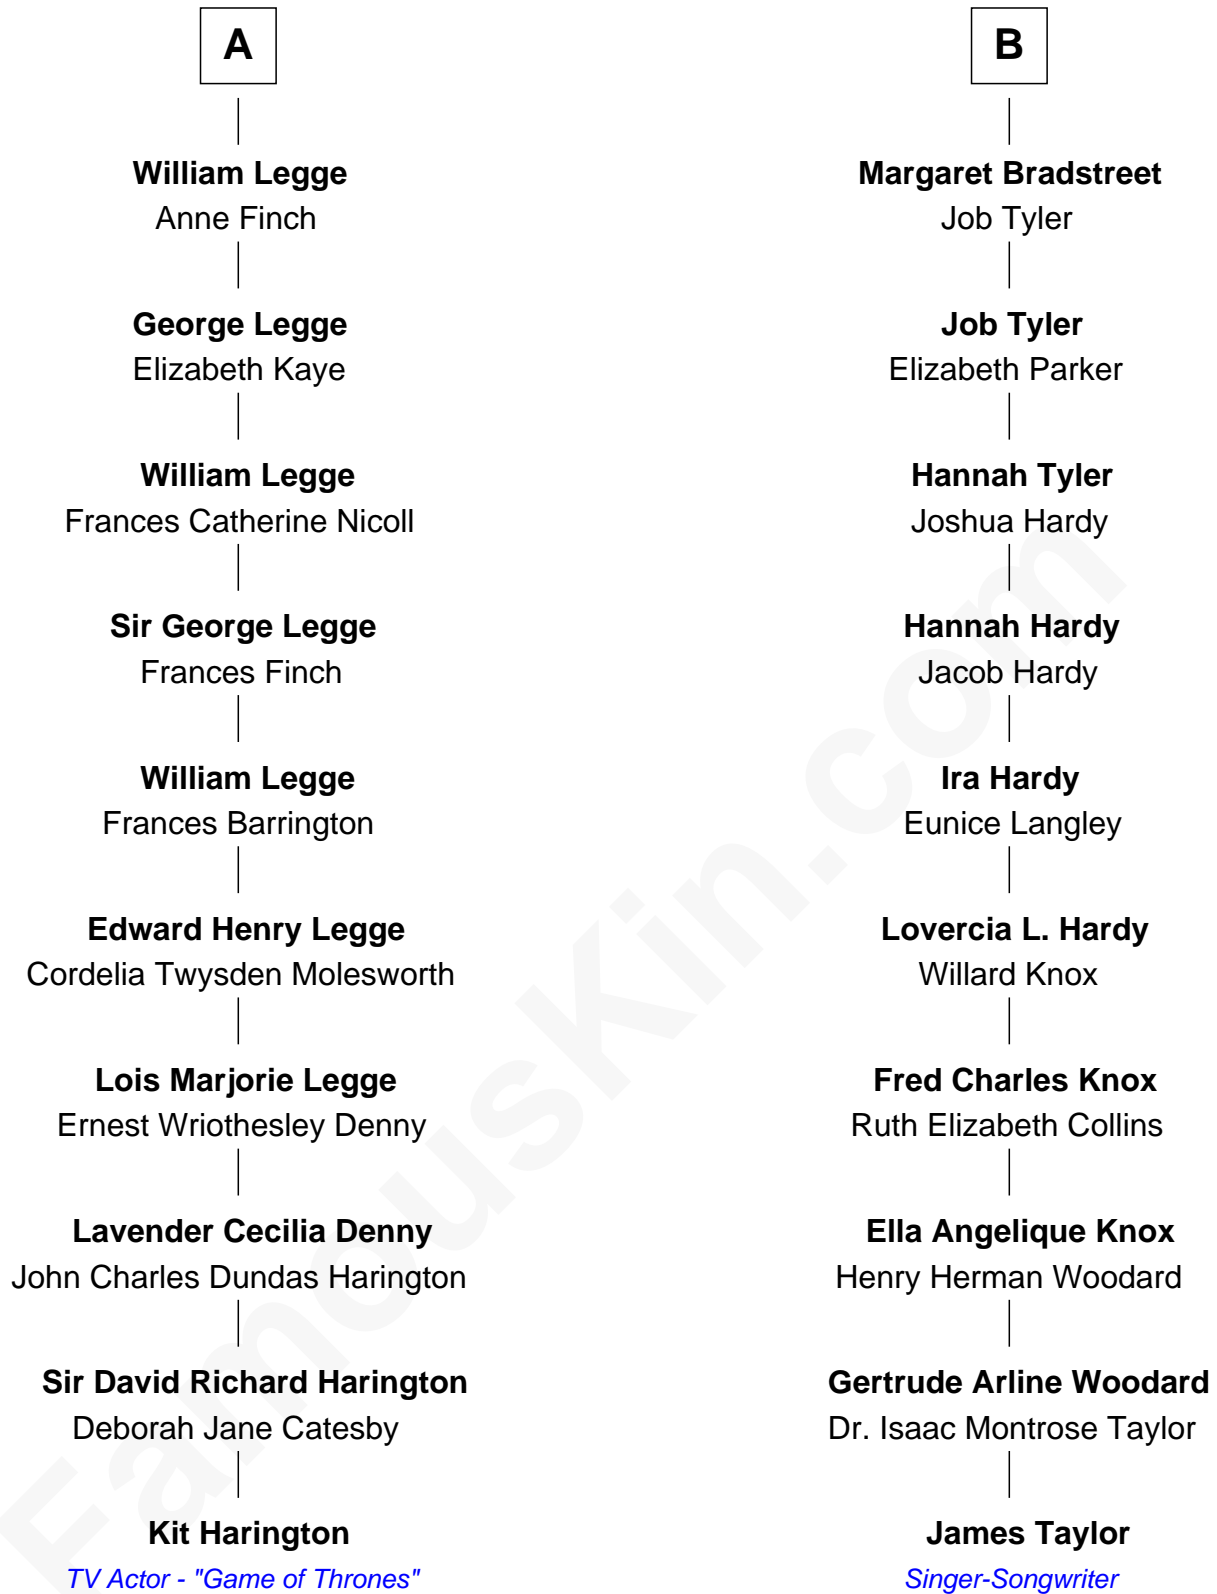 A
William Legge
Anne Finch
George Legge
Elizabeth Kaye
William Legge
Frances Catherine Nicoll
Sir George Legge
Frances Finch
William Legge
Frances Barrington
Edward Henry Legge
Cordelia Twysden Molesworth
Lois Marjorie Legge
Ernest Wriothesley Denny
Lavender Cecilia Denny
John Charles Dundas Harington
Sir David Richard Harington
Deborah Jane Catesby
Kit Harington
TV Actor - "Game of Thrones"
B
Margaret Bradstreet
Job Tyler
Job Tyler
Elizabeth Parker
Hannah Tyler
Joshua Hardy
Hannah Hardy
Jacob Hardy
Ira Hardy
Eunice Langley
Lovercia L. Hardy
Willard Knox
Fred Charles Knox
Ruth Elizabeth Collins
Ella Angelique Knox
Henry Herman Woodard
Gertrude Arline Woodard
Dr. Isaac Montrose Taylor
James Taylor
Singer-Songwriter
FamousKin.com